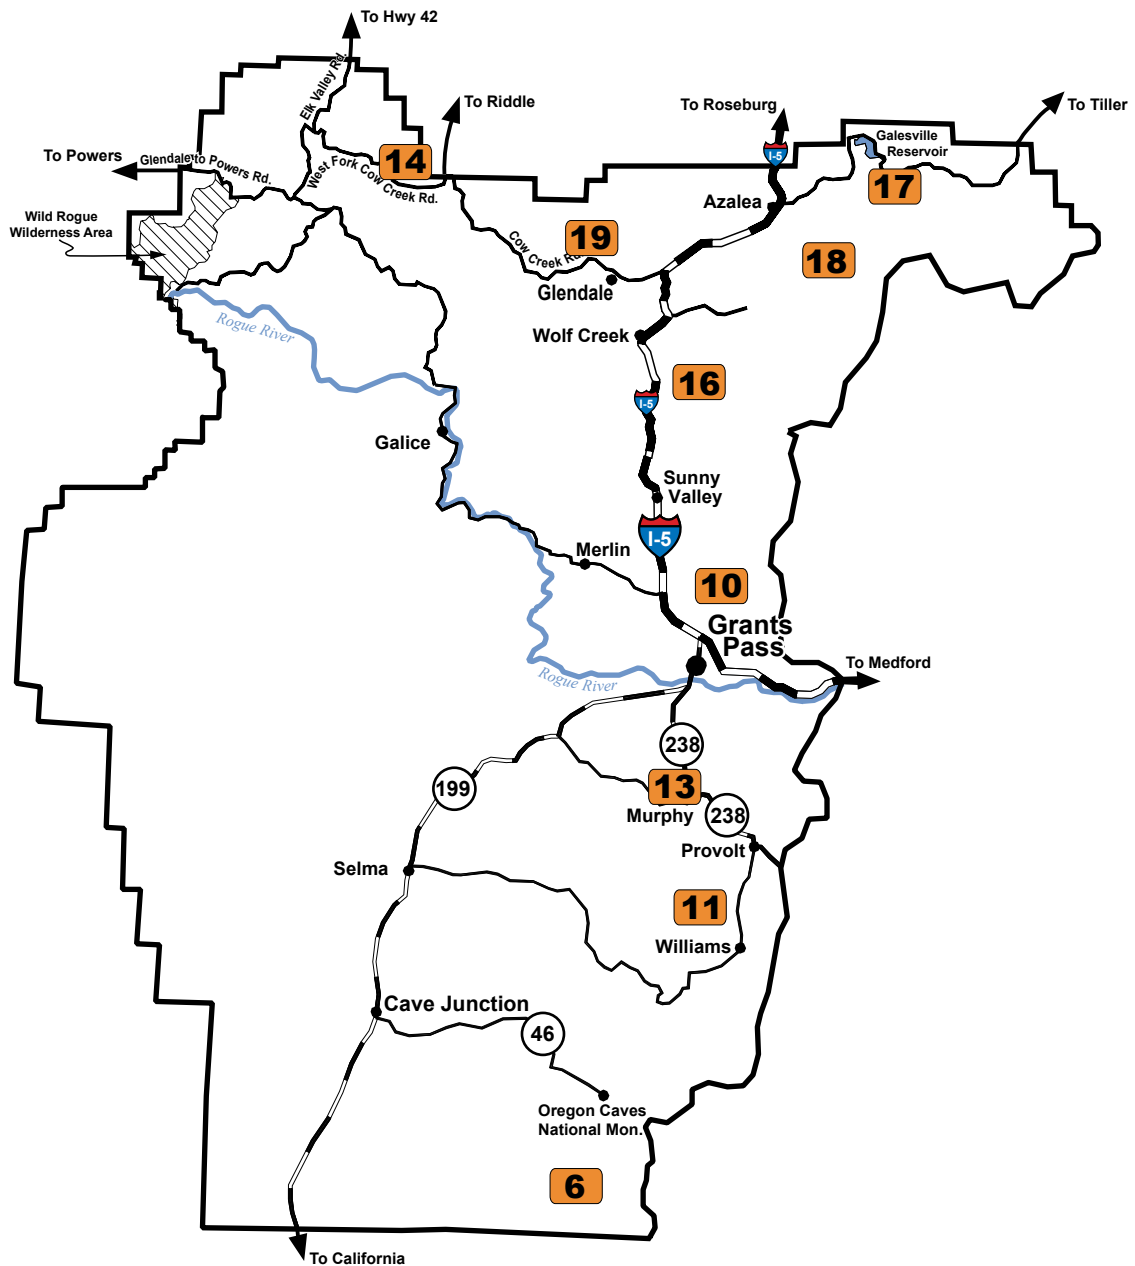 To Hwy 42
Elk Valley Rd.
To Riddle
To Roseburg
To Tiller
I-5
Galesville
Reservoir
To Powers
Glendale to Powers Rd.
West Fork Cow Creek Rd.
14
17
Azalea
Wild Rogue
Wilderness Area
19
Cow Creek Rd.
18
Glendale
Rogue River
Wolf Creek
16
I-5
Galice
Sunny
Valley
I-5
Merlin
10
Grants
Pass
To Medford
Rogue River
238
199
13
Murphy
238
Provolt
Selma
11
Williams
Cave Junction
46
Oregon Caves
National Mon.
6
To California